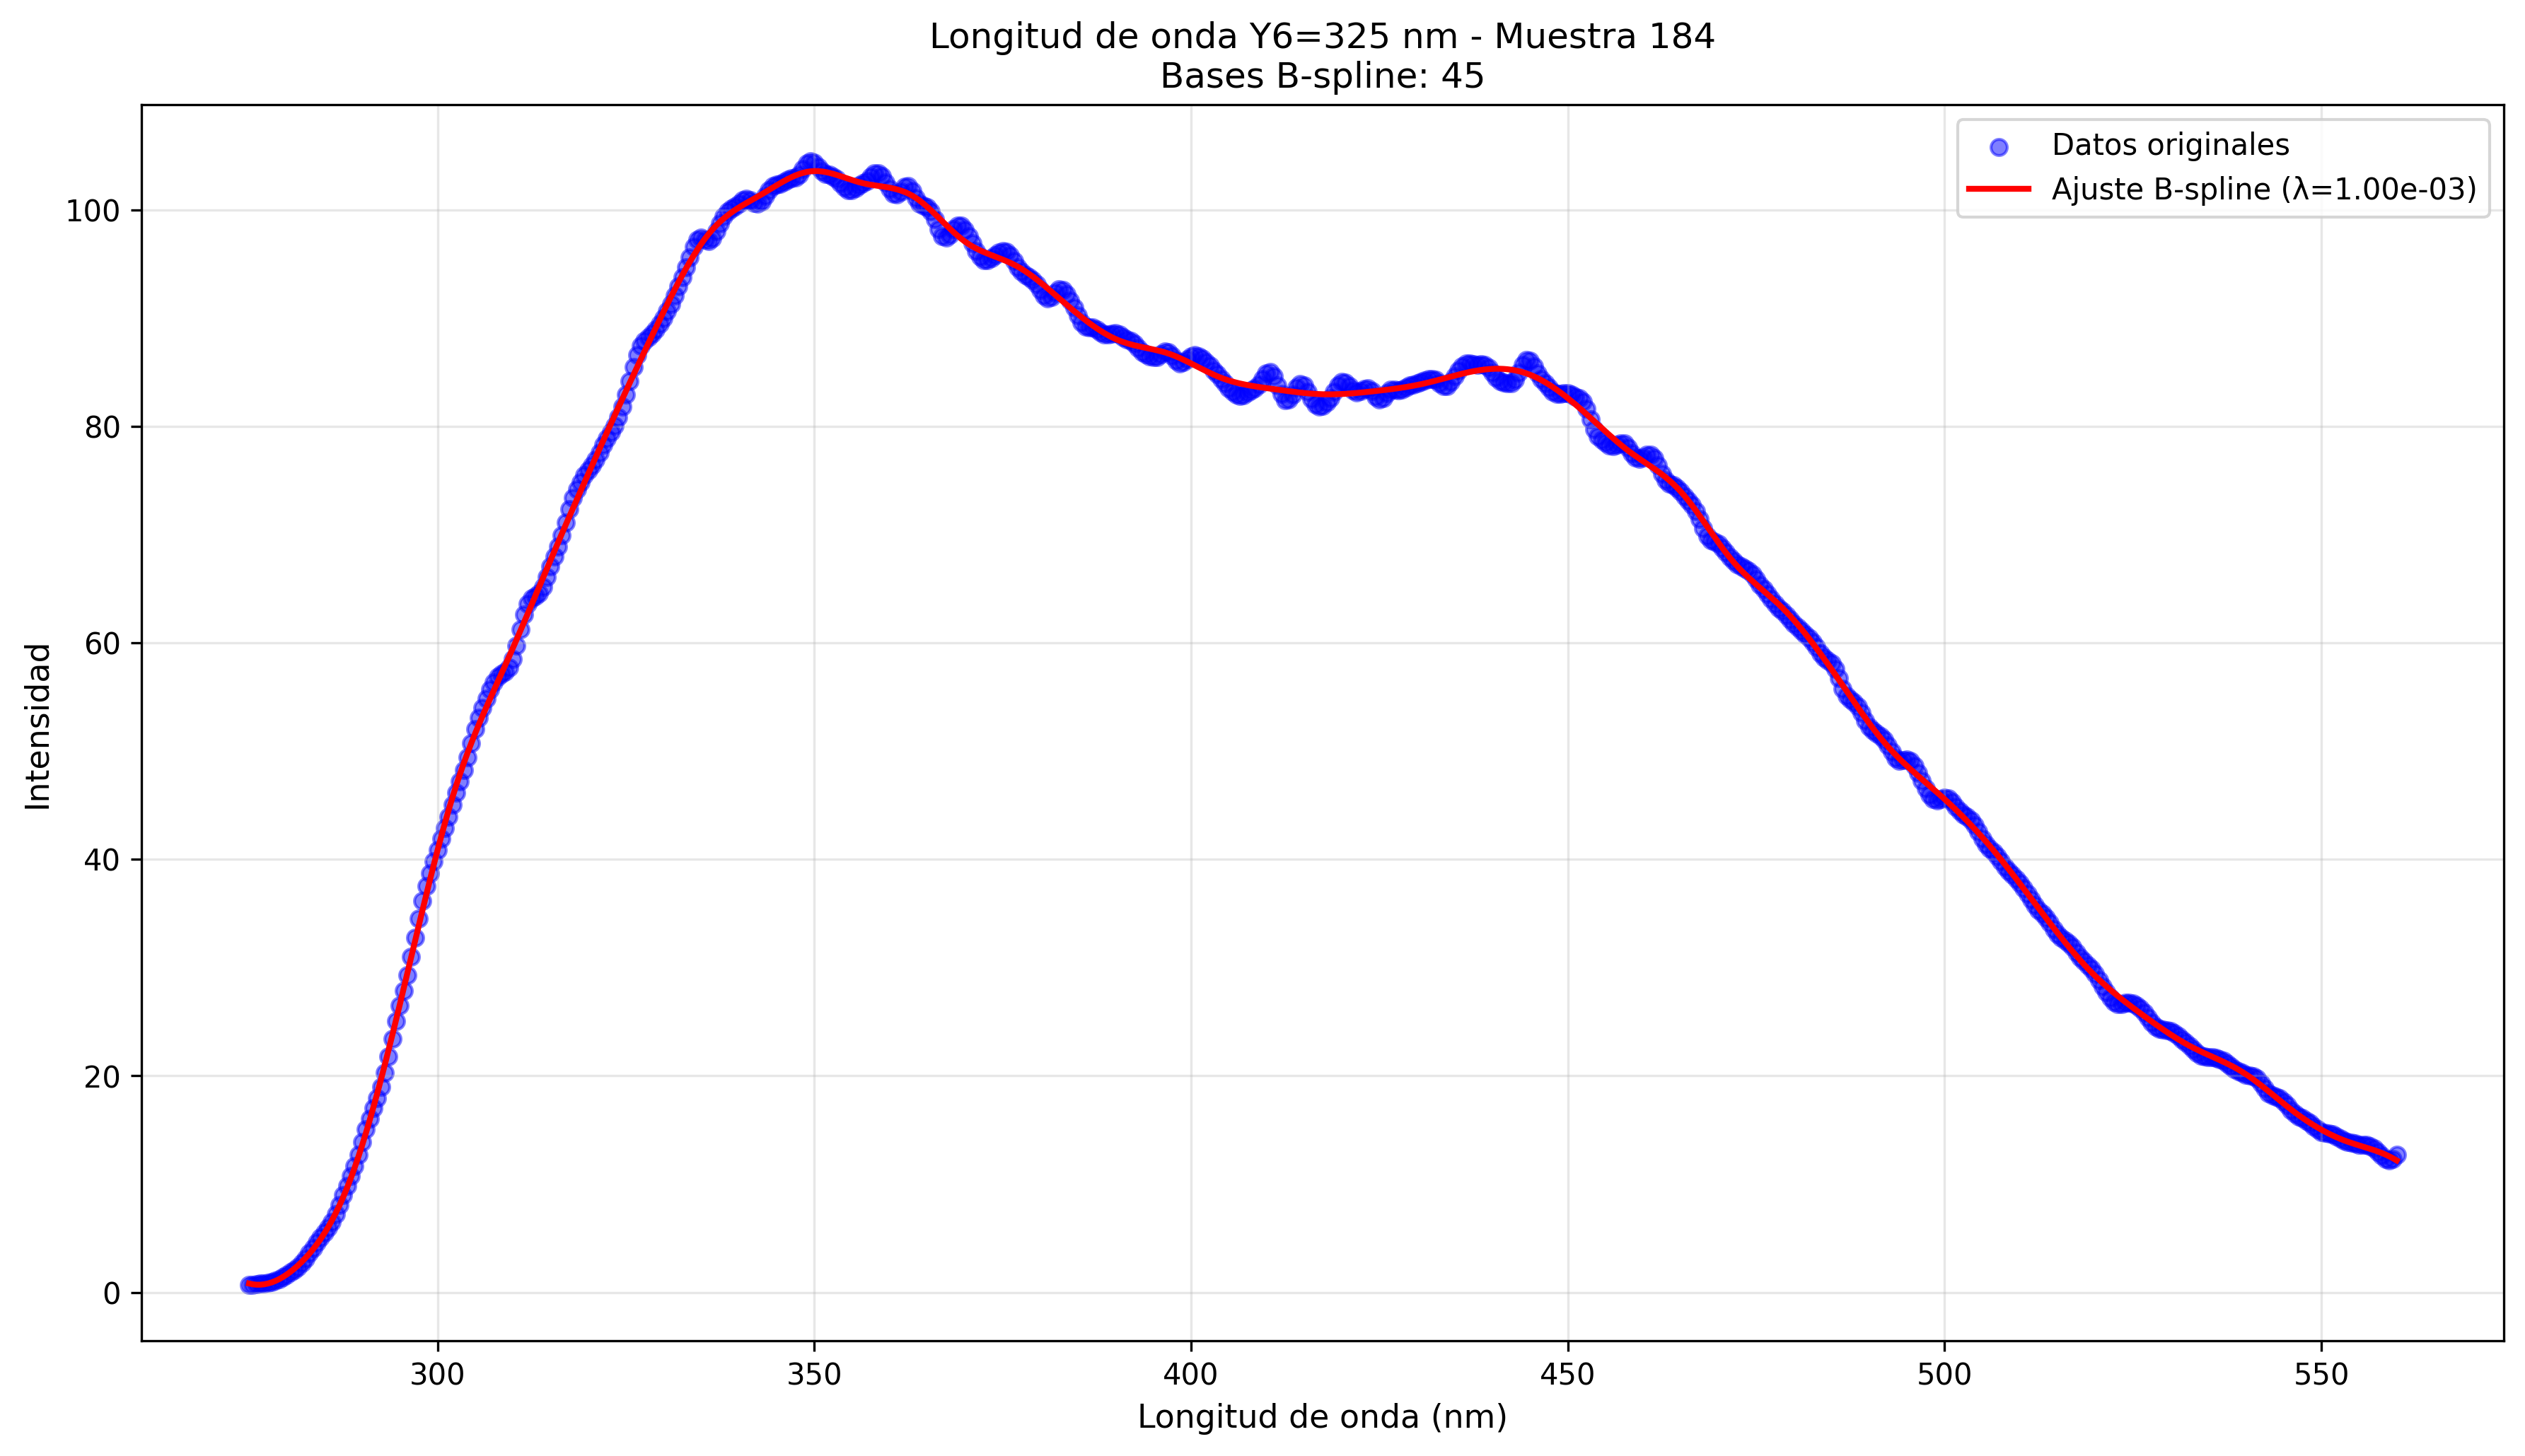 Longitud de onda Y6=325 nm - Muestra 184
Bases B-spline: 45
Datos originales
Ajuste B-spline (λ=1.00e-03)
Intensidad
100
80
60
40
20
0
300 350 400 450 500 550
Longitud de onda (nm)